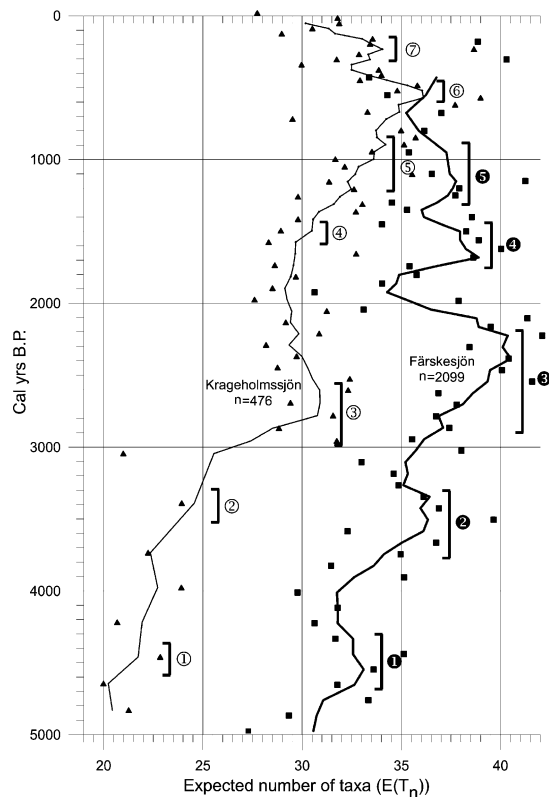 0
⑦
⑥
1000
⑤
❺
④
❹
2000
Färskesjön
n=2099
Krageholmssjön
n=476
③
❸
3000
②
❷
4000
①
❶
5000
Cal yrs B.P.
20 25 30 35 40
Expected number of taxa (E(Tn))